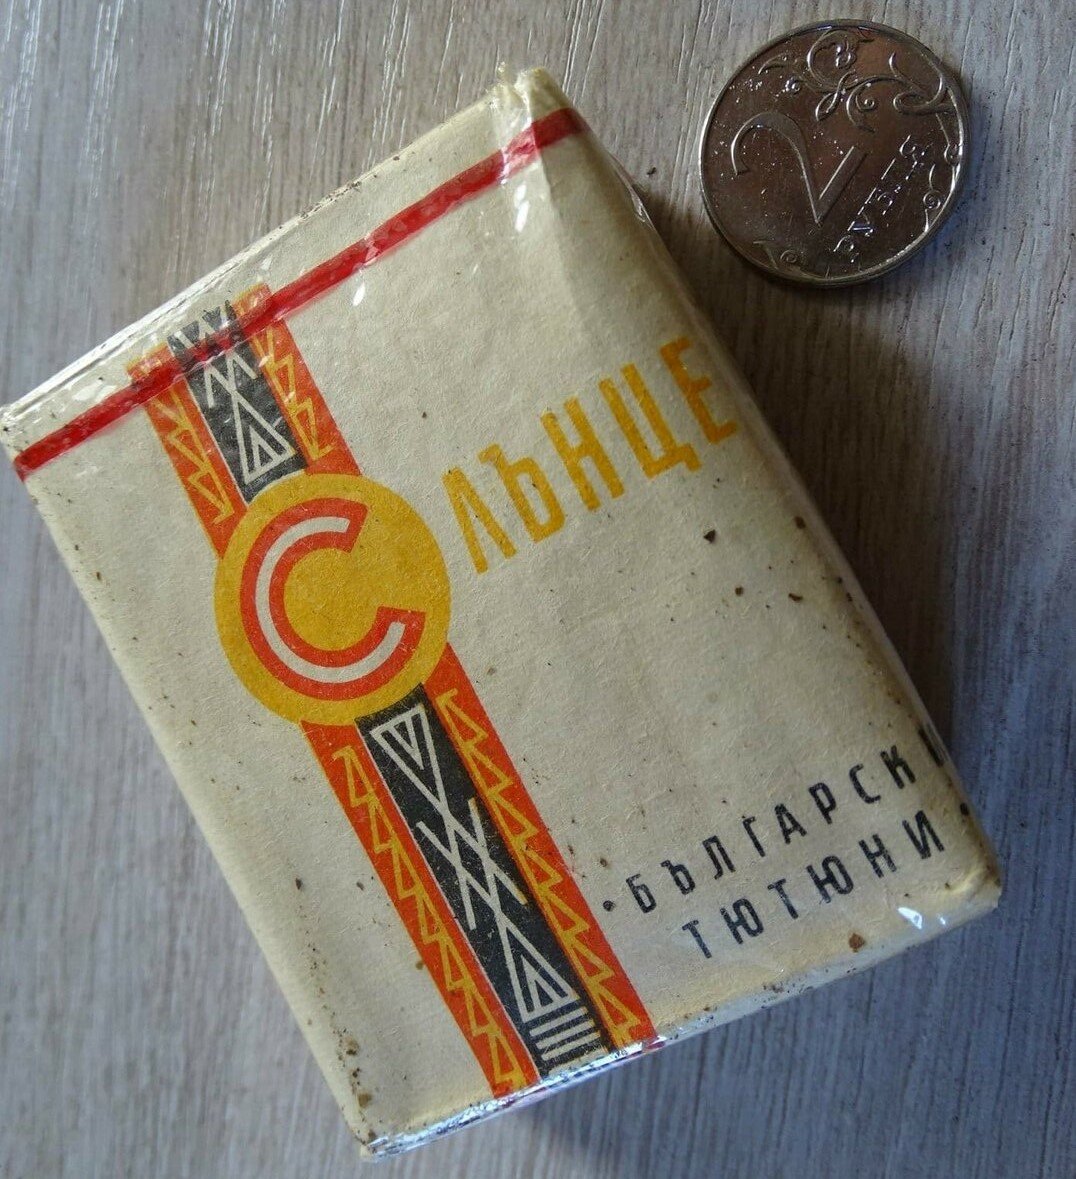 СЛЪНЦЕ
• БЪЛГАРСКИ
ТЮТЮНИ •
2
РУБЛЯ